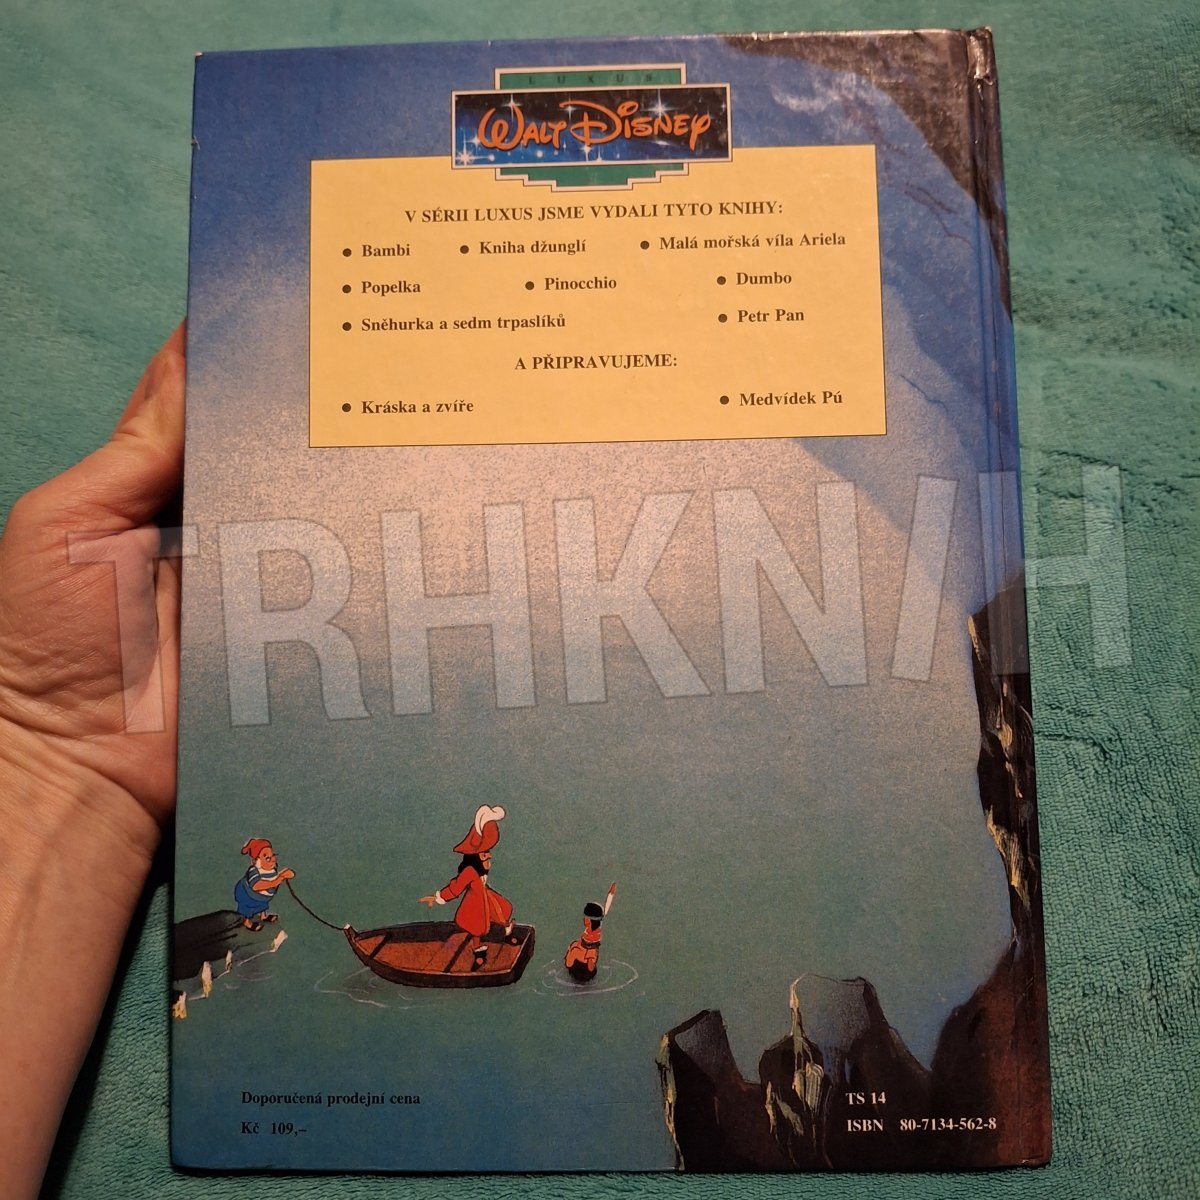 LUXUS
WALT DISNEY
V SÉRII LUXUS JSME VYDALI TYTO KNIHY:
● Bambi ● Kniha džunglí ● Malá mořská víla Ariela
● Popelka ● Pinocchio ● Dumbo
● Sněhurka a sedm trpaslíků ● Petr Pan
A PŘIPRAVUJEME:
● Kráska a zvíře ● Medvídek Pú
TRHKNIH
Doporučená prodejní cena TS 14
Kč 109,– ISBN 80-7134-562-8